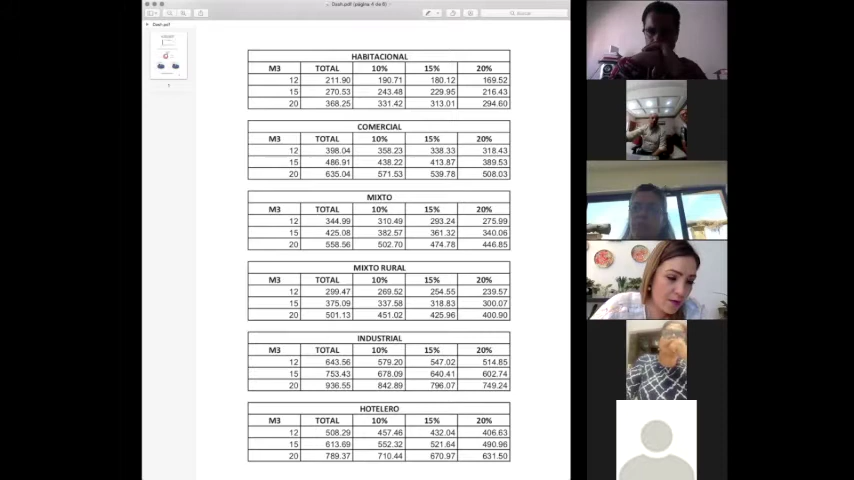 Dash.pdf (página 4 de 8)
Buscar
Dash.pdf
HABITACIONAL
M3 TOTAL 10% 15% 20%
12 211.90 190.71 180.12 169.52
15 270.53 243.48 229.95 216.43
20 368.25 331.42 313.01 294.60
COMERCIAL
M3 TOTAL 10% 15% 20%
12 398.04 358.23 338.33 318.43
15 486.91 438.22 413.87 389.53
20 635.04 571.53 539.78 508.03
MIXTO
M3 TOTAL 10% 15% 20%
12 344.99 310.49 293.24 275.99
15 425.08 382.57 361.32 340.06
20 558.56 502.70 474.78 446.85
MIXTO RURAL
M3 TOTAL 10% 15% 20%
12 299.47 269.52 254.55 239.57
15 375.09 337.58 318.83 300.07
20 501.13 451.02 425.96 400.90
INDUSTRIAL
M3 TOTAL 10% 15% 20%
12 643.56 579.20 547.02 514.85
15 753.43 678.09 640.41 602.74
20 936.55 842.89 796.07 749.24
HOTELERO
M3 TOTAL 10% 15% 20%
12 508.29 457.46 432.04 406.63
15 613.69 552.32 521.64 490.96
20 789.37 710.44 670.97 631.50